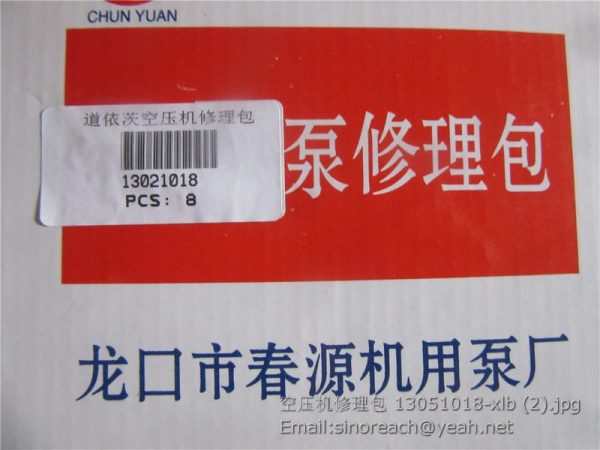 CHUN YUAN
道依茨空压机修理包
13021018
PCS: 8
泵修理包
龙口市春源机用泵厂
空压机修理包 13051018-xlb (2).jpg
Email:sinoreach@yeah.net